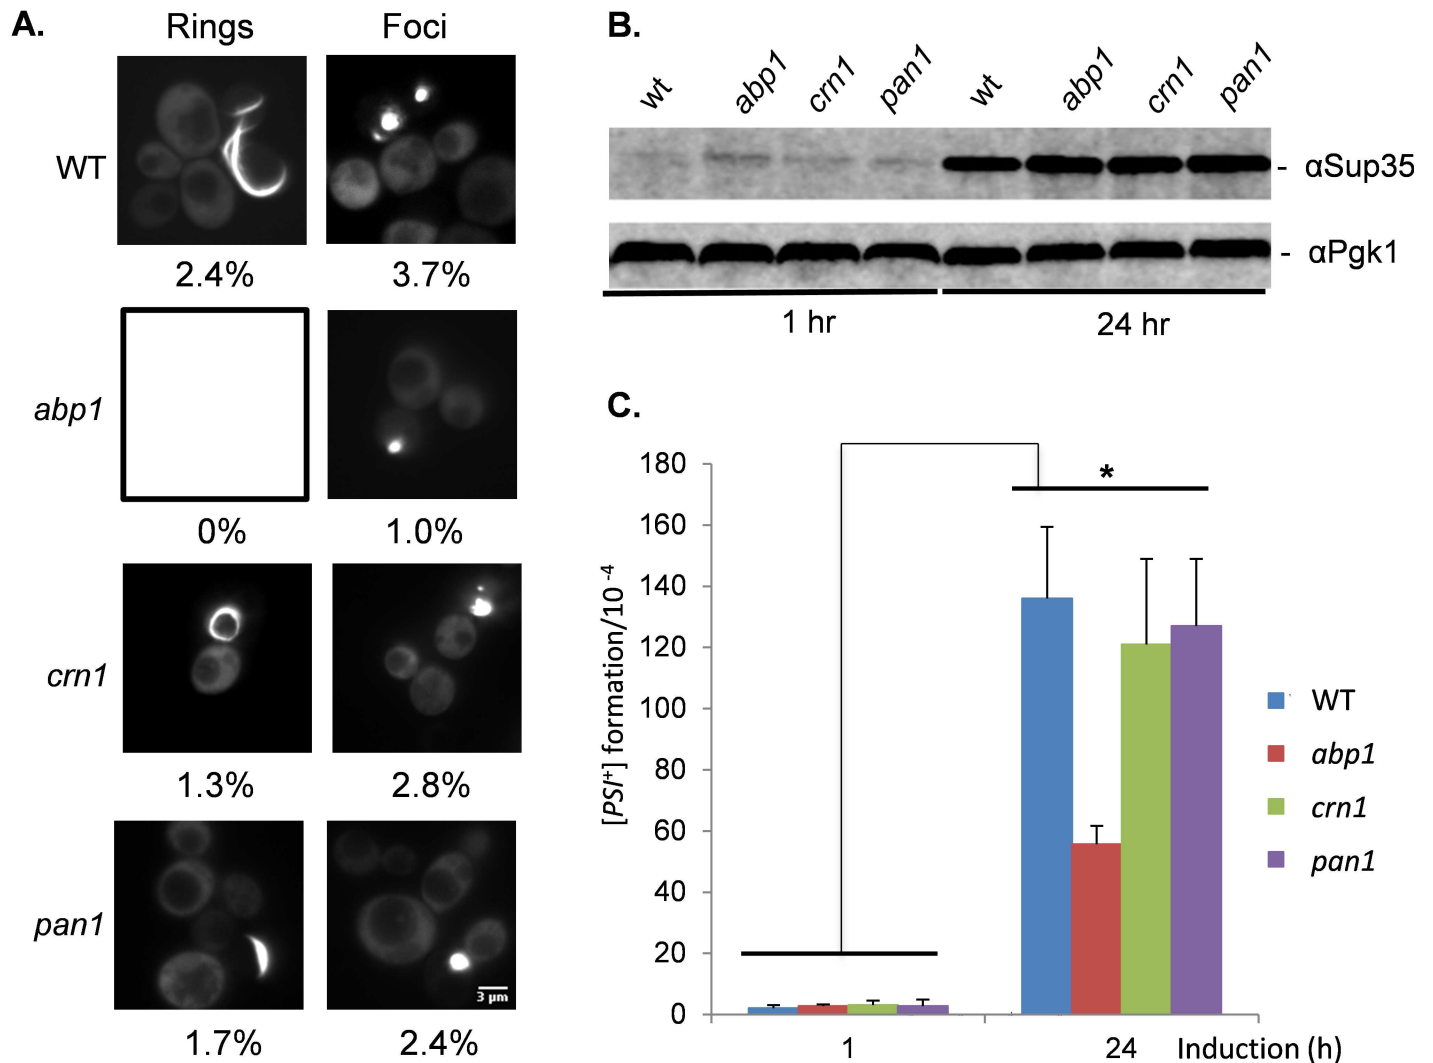 A.
Rings Foci
WT
2.4% 3.7%
abp1
0% 1.0%
crn1
1.3% 2.8%
pan1
3 µm
1.7% 2.4%
B.
wt abp1 crn1 pan1 wt abp1 crn1 pan1
- αSup35
- αPgk1
1 hr 24 hr
C.
[PSI+] formation/10 -4
180
160
140
120
100
80
60
40
20
0
*
WT
abp1
crn1
pan1
1 24 Induction (h)